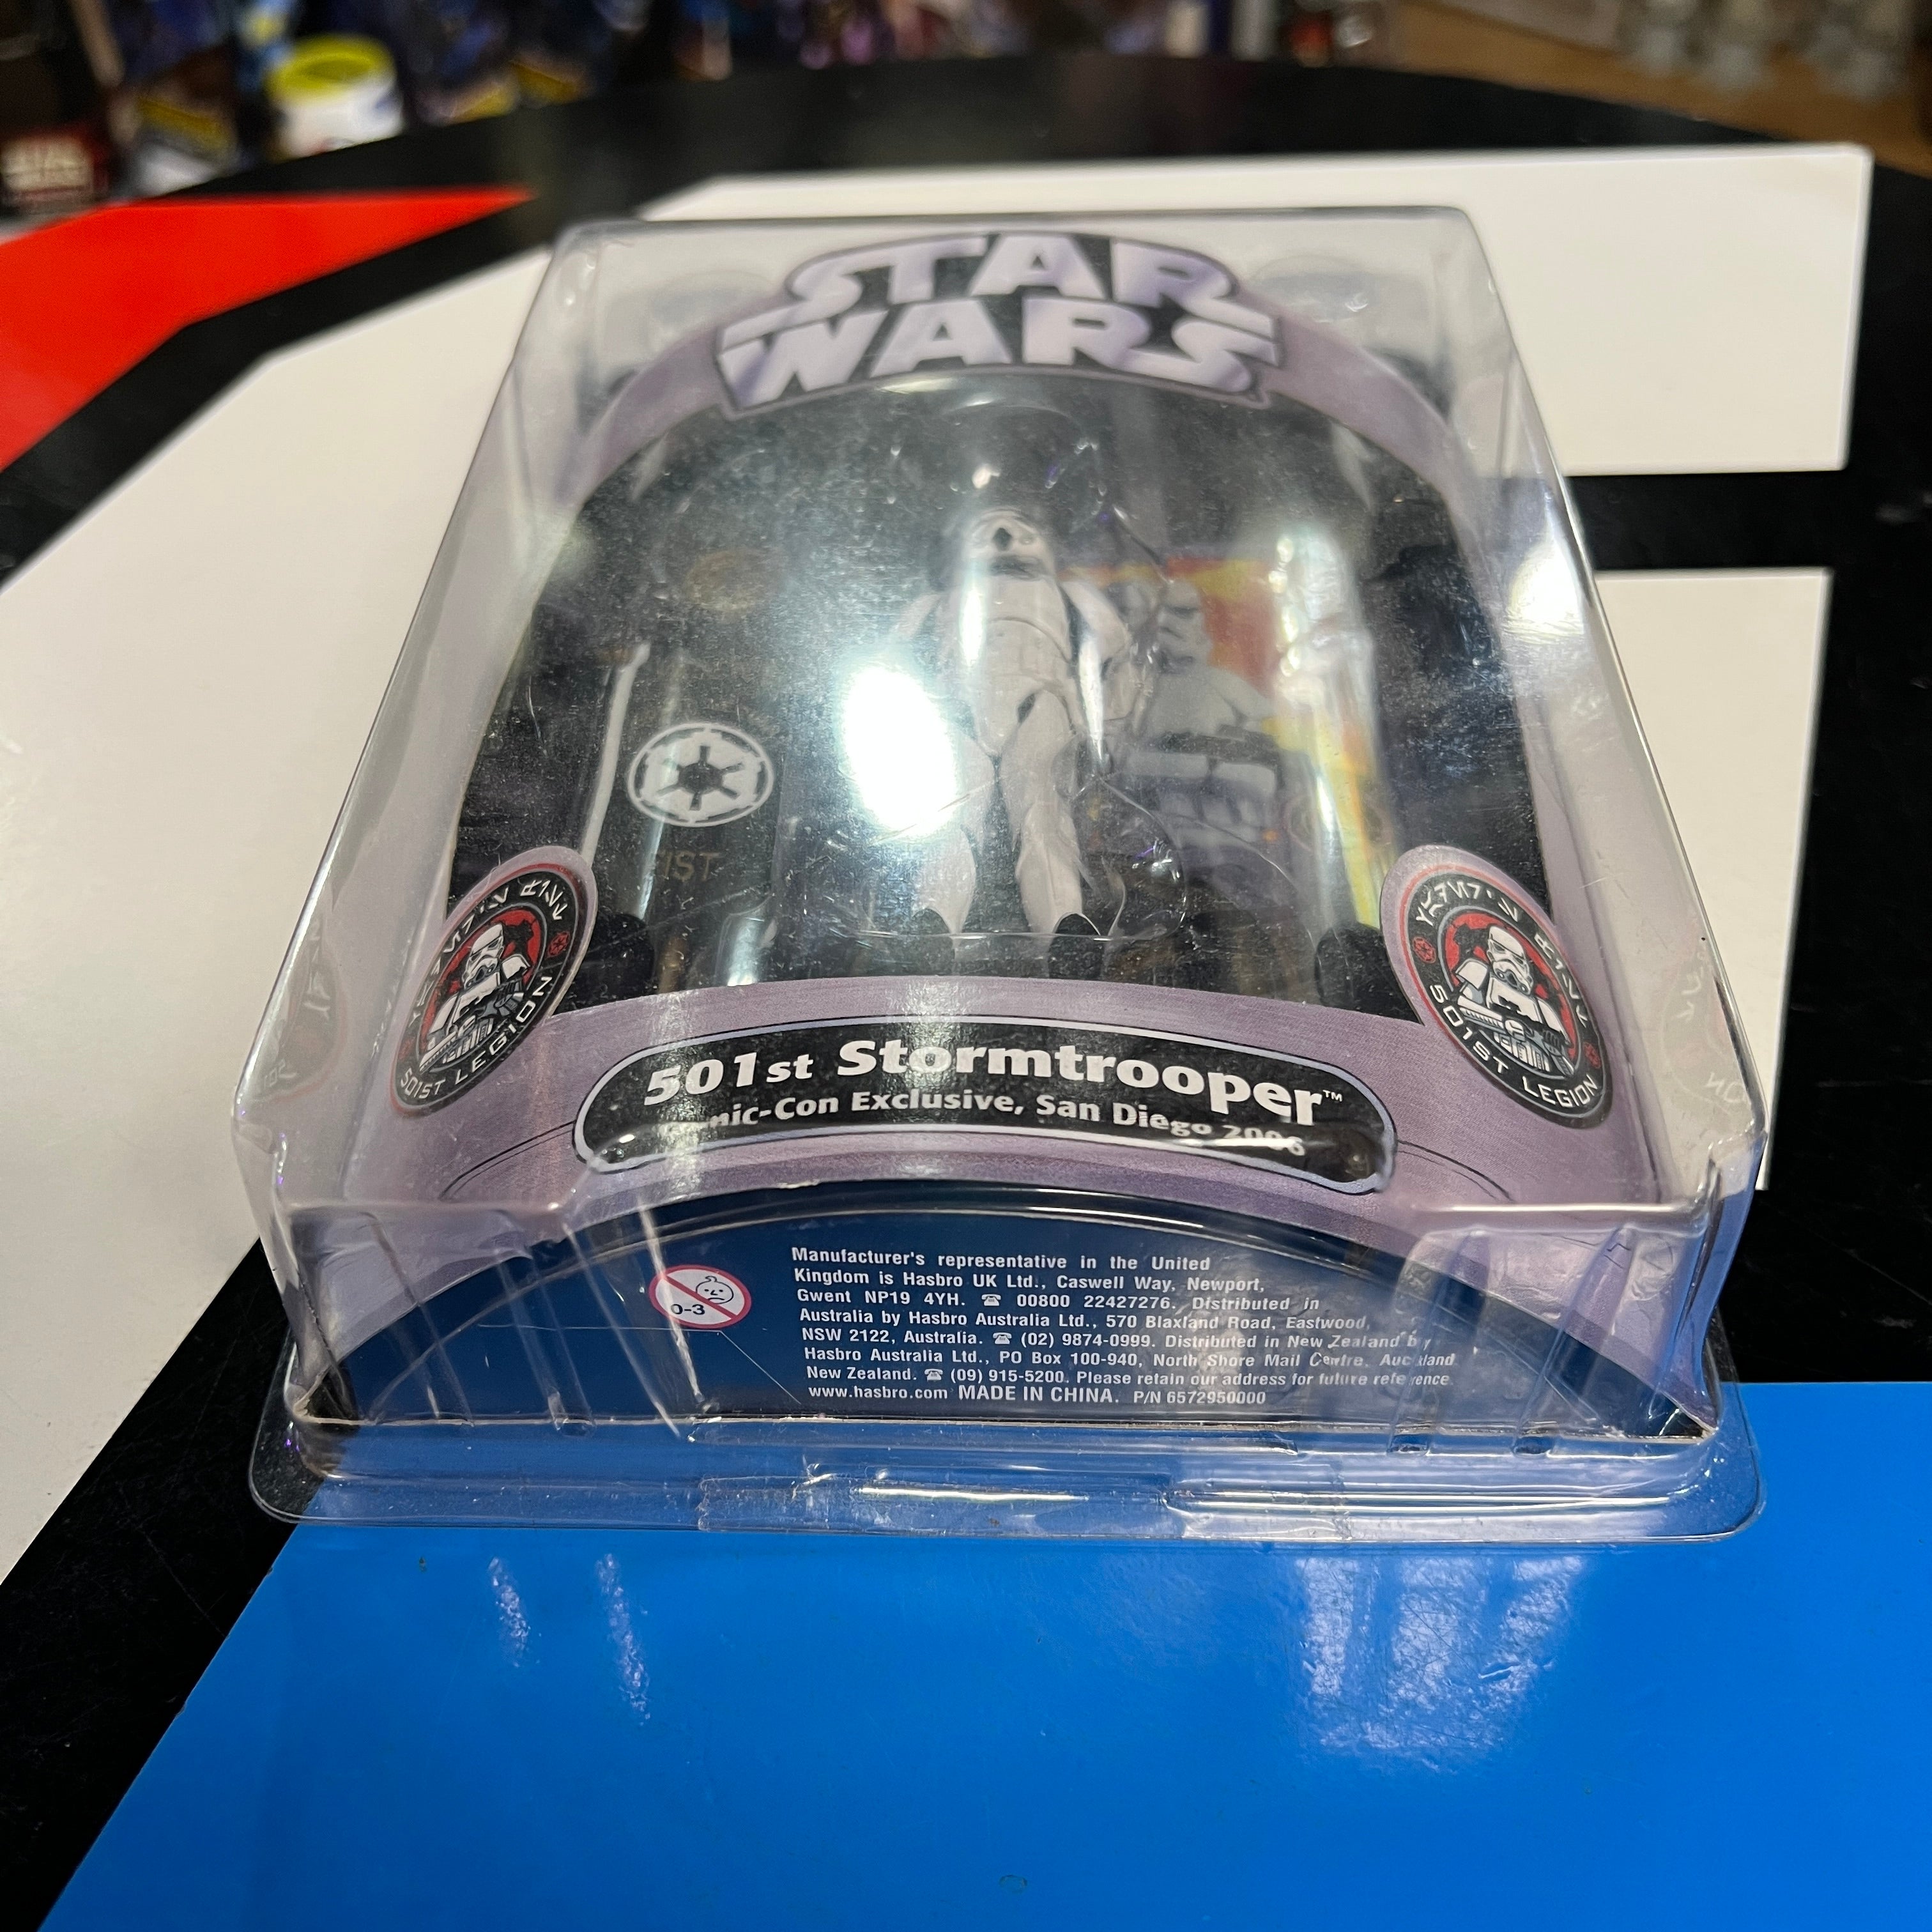 STAR
WARS
501ST LEGION
501ST LEGION
501st Stormtrooper™
Comic-Con Exclusive, San Diego 2006
0-3
Manufacturer's representative in the United
Kingdom is Hasbro UK Ltd., Caswell Way, Newport,
Gwent NP19 4YH. ☎ 00800 22427276. Distributed in
Australia by Hasbro Australia Ltd., 570 Blaxland Road, Eastwood,
NSW 2122, Australia. ☎ (02) 9874-0999. Distributed in New Zealand by
Hasbro Australia Ltd., PO Box 100-940, North Shore Mail Centre, Auckland
New Zealand. ☎ (09) 915-5200. Please retain our address for future reference
www.hasbro.com MADE IN CHINA. P/N 6572950000